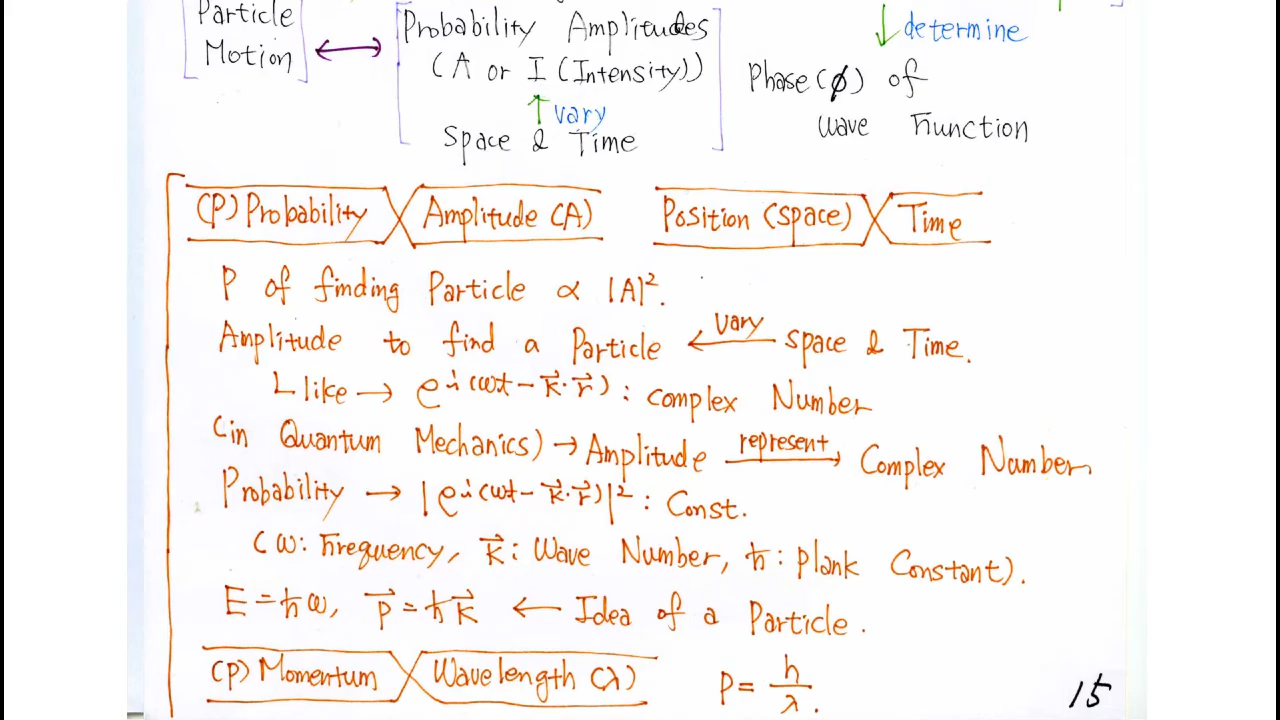 Particle
Motion
Probability Amplitudes
(A or I (Intensity))
vary
Space & Time
determine
Phase (ϕ) of
Wave Function
(P) Probability Amplitude (A) Position (space) Time
P of finding Particle ∝ |A|².
Amplitude to find a Particle ← vary space & Time.
like → e^i(ωt - k⃗·r⃗) : complex Number
(in Quantum Mechanics) → Amplitude represent → Complex Number
Probability → |e^i(ωt - k⃗·r⃗)|² : Const.
(ω: Frequency, k⃗: Wave Number, ħ: plank Constant).
E = ħω, p⃗ = ħk⃗ ← Idea of a Particle.
(P) Momentum Wavelength (λ) P = h/λ.
15